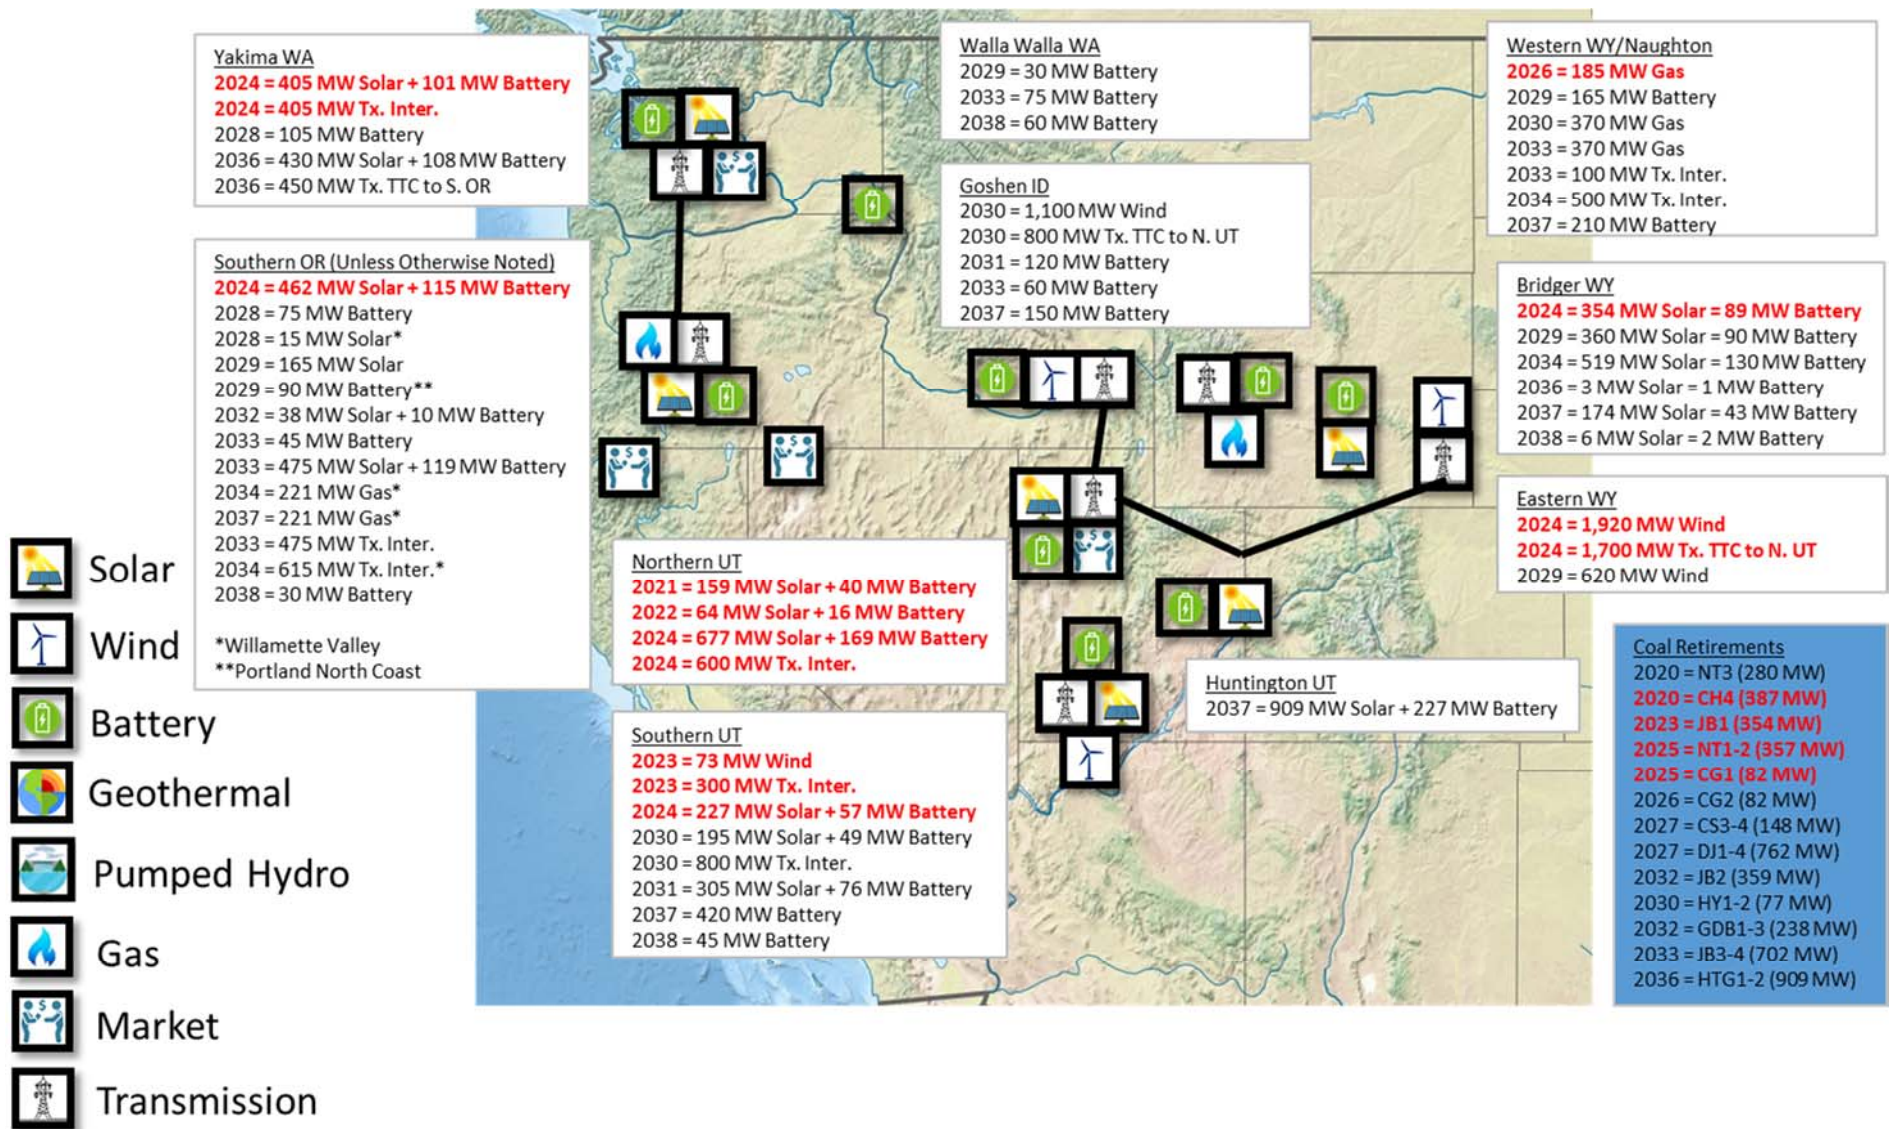 Yakima WA
2024 = 405 MW Solar + 101 MW Battery
2024 = 405 MW Tx. Inter.
2028 = 105 MW Battery
2036 = 430 MW Solar + 108 MW Battery
2036 = 450 MW Tx. TTC to S. OR
Southern OR (Unless Otherwise Noted)
2024 = 462 MW Solar + 115 MW Battery
2028 = 75 MW Battery
2028 = 15 MW Solar*
2029 = 165 MW Solar
2029 = 90 MW Battery**
2032 = 38 MW Solar + 10 MW Battery
2033 = 45 MW Battery
2033 = 475 MW Solar + 119 MW Battery
2034 = 221 MW Gas*
2037 = 221 MW Gas*
2033 = 475 MW Tx. Inter.
2034 = 615 MW Tx. Inter.*
2038 = 30 MW Battery
*Willamette Valley
**Portland North Coast
Walla Walla WA
2029 = 30 MW Battery
2033 = 75 MW Battery
2038 = 60 MW Battery
Goshen ID
2030 = 1,100 MW Wind
2030 = 800 MW Tx. TTC to N. UT
2031 = 120 MW Battery
2033 = 60 MW Battery
2037 = 150 MW Battery
Western WY/Naughton
2026 = 185 MW Gas
2029 = 165 MW Battery
2030 = 370 MW Gas
2033 = 370 MW Gas
2033 = 100 MW Tx. Inter.
2034 = 500 MW Tx. Inter.
2037 = 210 MW Battery
Bridger WY
2024 = 354 MW Solar = 89 MW Battery
2029 = 360 MW Solar = 90 MW Battery
2034 = 519 MW Solar = 130 MW Battery
2036 = 3 MW Solar = 1 MW Battery
2037 = 174 MW Solar = 43 MW Battery
2038 = 6 MW Solar = 2 MW Battery
Eastern WY
2024 = 1,920 MW Wind
2024 = 1,700 MW Tx. TTC to N. UT
2029 = 620 MW Wind
Northern UT
2021 = 159 MW Solar + 40 MW Battery
2022 = 64 MW Solar + 16 MW Battery
2024 = 677 MW Solar + 169 MW Battery
2024 = 600 MW Tx. Inter.
Southern UT
2023 = 73 MW Wind
2023 = 300 MW Tx. Inter.
2024 = 227 MW Solar + 57 MW Battery
2030 = 195 MW Solar + 49 MW Battery
2030 = 800 MW Tx. Inter.
2031 = 305 MW Solar + 76 MW Battery
2037 = 420 MW Battery
2038 = 45 MW Battery
Huntington UT
2037 = 909 MW Solar + 227 MW Battery
Coal Retirements
2020 = NT3 (280 MW)
2020 = CH4 (387 MW)
2023 = JB1 (354 MW)
2025 = NT1-2 (357 MW)
2025 = CG1 (82 MW)
2026 = CG2 (82 MW)
2027 = CS3-4 (148 MW)
2027 = DJ1-4 (762 MW)
2032 = JB2 (359 MW)
2030 = HY1-2 (77 MW)
2032 = GDB1-3 (238 MW)
2033 = JB3-4 (702 MW)
2036 = HTG1-2 (909 MW)
Solar
Wind
Battery
Geothermal
Pumped Hydro
Gas
Market
Transmission